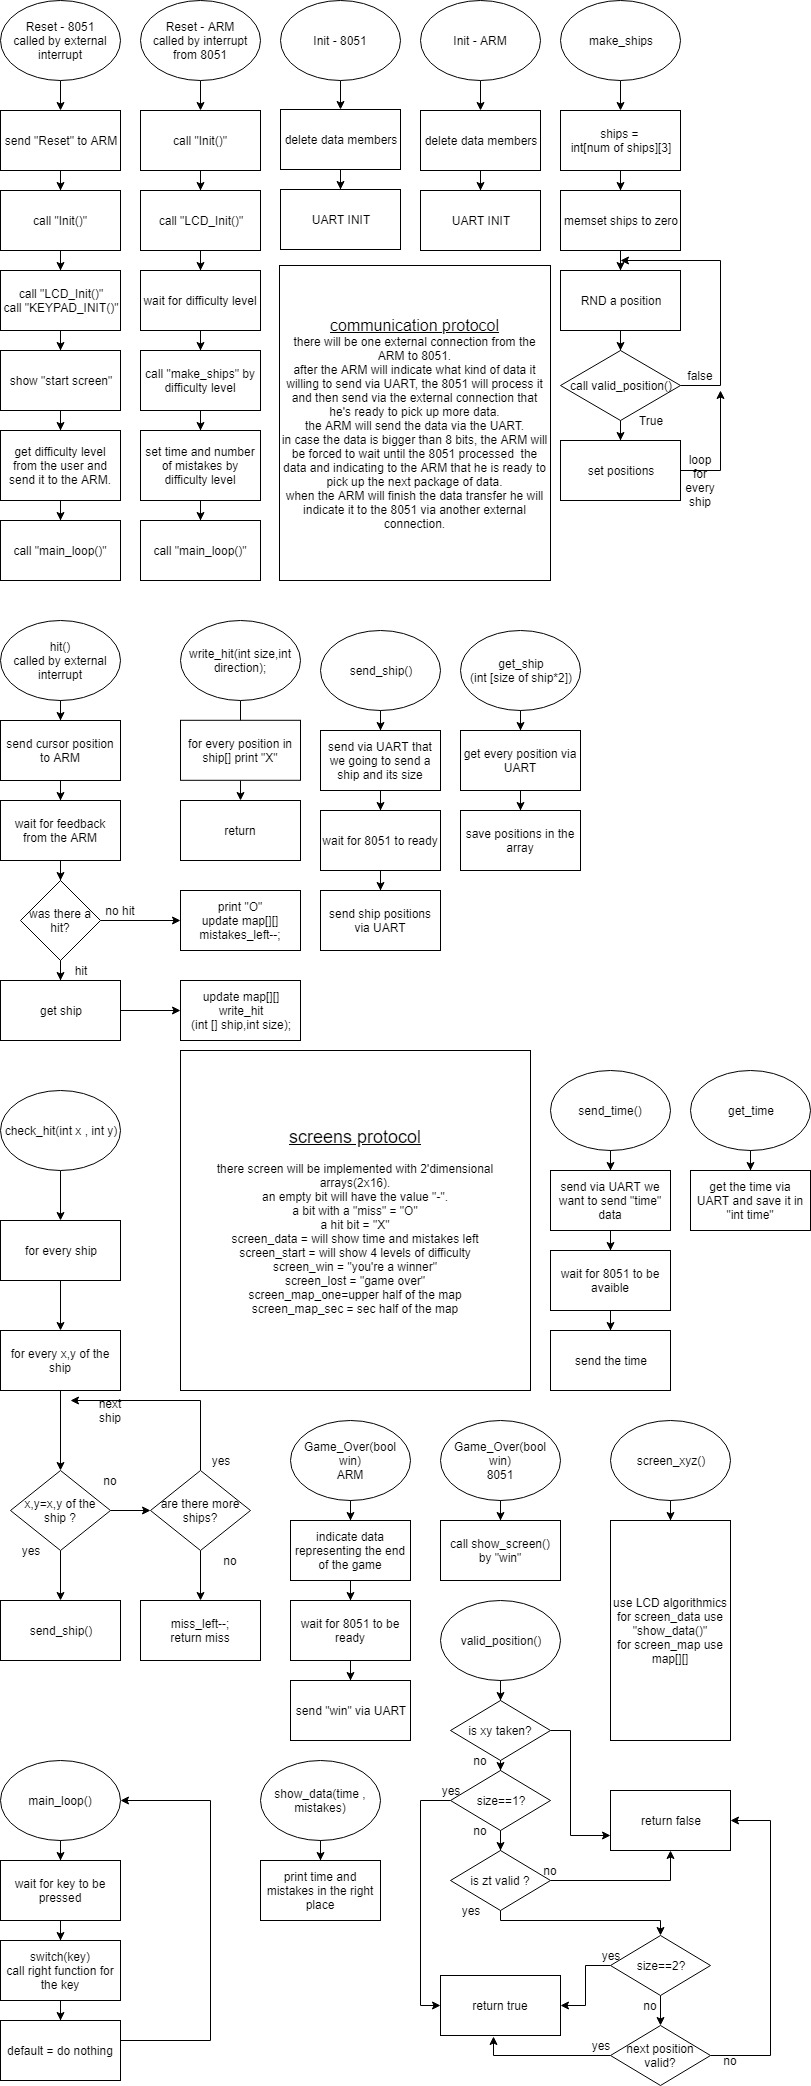 Reset - 8051
called by external
interrupt
send "Reset" to ARM
call "Init()"
call "LCD_Init()"
call "KEYPAD_INIT()"
show "start screen"
get difficulty level
from the user and
send it to the ARM.
call "main_loop()"
Reset - ARM
called by interrupt
from 8051
call "Init()"
call "LCD_Init()"
wait for difficulty level
call "make_ships" by
difficulty level
set time and number
of mistakes by
difficulty level
call "main_loop()"
Init - 8051
delete data members
UART INIT
Init - ARM
delete data members
UART INIT
make_ships
ships =
int[num of ships][3]
memset ships to zero
RND a position
call valid_position()
false
True
set positions
loop
for
every
ship
communication protocol
there will be one external connection from the
ARM to 8051.
after the ARM will indicate what kind of data it
willing to send via UART, the 8051 will process it
and then send via the external connection that
he's ready to pick up more data.
the ARM will send the data via the UART.
in case the data is bigger than 8 bits, the ARM will
be forced to wait until the 8051 processed the
data and indicating to the ARM that he is ready to
pick up the next package of data.
when the ARM will finish the data transfer he will
indicate it to the 8051 via another external
connection.
hit()
called by external
interrupt
send cursor position
to ARM
wait for feedback
from the ARM
was there a
hit?
no hit
print "O"
update map[][]
mistakes_left--;
hit
get ship
update map[][]
write_hit
(int [] ship,int size);
write_hit(int size,int
direction);
for every position in
ship[] print "X"
return
send_ship()
send via UART that
we going to send a
ship and its size
wait for 8051 to ready
send ship positions
via UART
get_ship
(int [size of ship*2])
get every position via
UART
save positions in the
array
check_hit(int x , int y)
for every ship
for every x,y of the
ship
next
ship
x,y=x,y of the
ship ?
no
yes
are there more
ships?
yes
no
send_ship()
miss_left--;
return miss
screens protocol
there screen will be implemented with 2'dimensional
arrays(2x16).
an empty bit will have the value "-".
a bit with a "miss" = "O"
a hit bit = "X"
screen_data = will show time and mistakes left
screen_start = will show 4 levels of difficulty
screen_win = "you're a winner"
screen_lost = "game over"
screen_map_one=upper half of the map
screen_map_sec = sec half of the map
send_time()
send via UART we
want to send "time"
data
wait for 8051 to be
avaible
send the time
get_time
get the time via
UART and save it in
"int time"
Game_Over(bool
win)
ARM
indicate data
representing the end
of the game
wait for 8051 to be
ready
send "win" via UART
Game_Over(bool
win)
8051
call show_screen()
by "win"
screen_xyz()
use LCD algorithmics
for screen_data use
"show_data()"
for screen_map use
map[][]
valid_position()
is xy taken?
no
size==1?
yes
no
is zt valid ?
no
yes
return false
size==2?
yes
no
return true
next position
valid?
yes
no
main_loop()
wait for key to be
pressed
switch(key)
call right function for
the key
default = do nothing
show_data(time ,
mistakes)
print time and
mistakes in the right
place